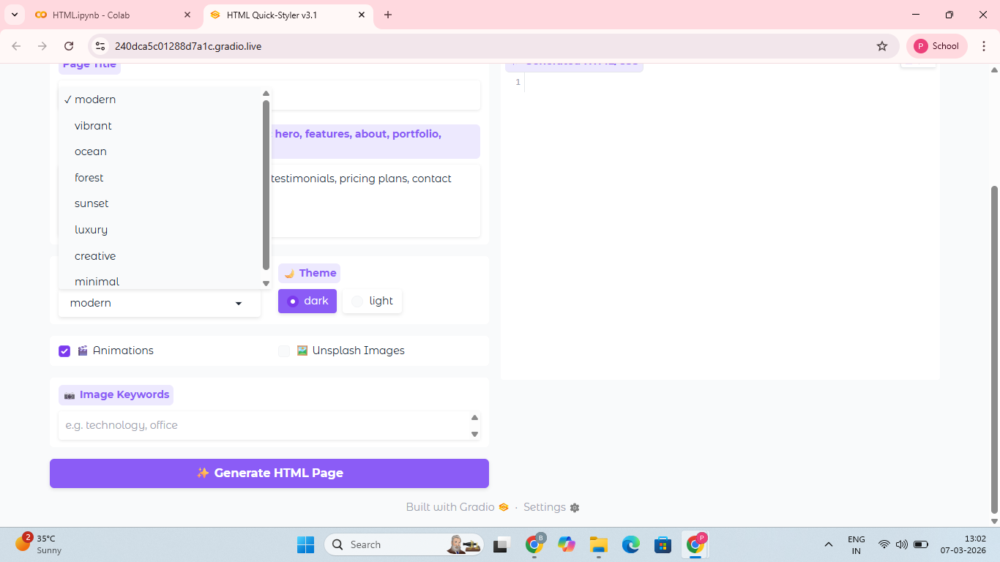 HTML.ipynb - Colab
HTML Quick-Styler v3.1
240dca5c01288d7a1c.gradio.live
School
P
Page Title
modern
vibrant
ocean
forest
sunset
luxury
creative
minimal
hero, features, about, portfolio,
testimonials, pricing plans, contact
modern
Theme
dark
light
Animations
Unsplash Images
Image Keywords
e.g. technology, office
Generate HTML Page
Built with Gradio · Settings
1
2
35°C
Sunny
Search
B
P
ENG
IN
13:02
07-03-2026